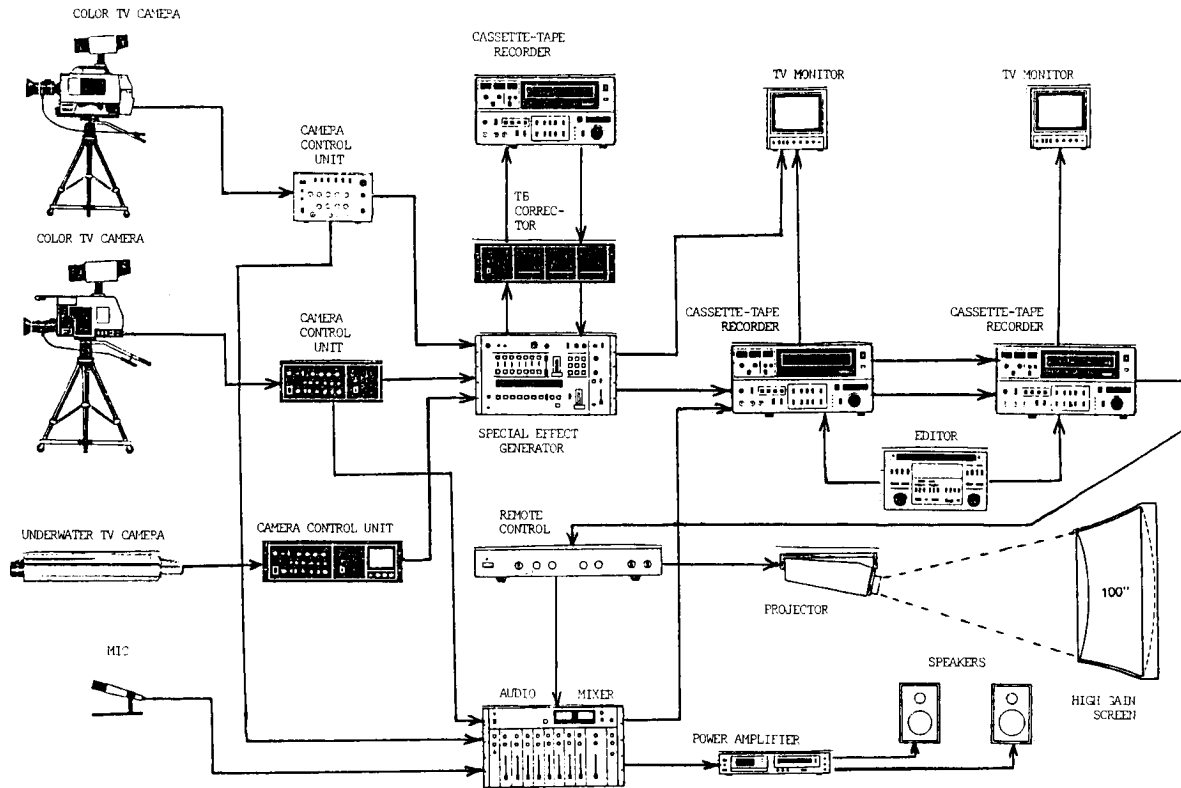 COLOR TV CAMERA
CASSETTE-TAPE
RECORDER
TV MONITOR
TV MONITOR
CAMERA
CONTROL
UNIT
TB
CORREC-
TOR
COLOR TV CAMERA
CAMERA
CONTROL
UNIT
CASSETTE-TAPE
RECORDER
CASSETTE-TAPE
RECORDER
SPECIAL EFFECT
GENERATOR
EDITOR
UNDERWATER TV CAMERA
CAMERA CONTROL UNIT
REMOTE
CONTROL
100"
PROJECTOR
MIC
SPEAKERS
AUDIO MIXER
HIGH GAIN
SCREEN
POWER AMPLIFIER